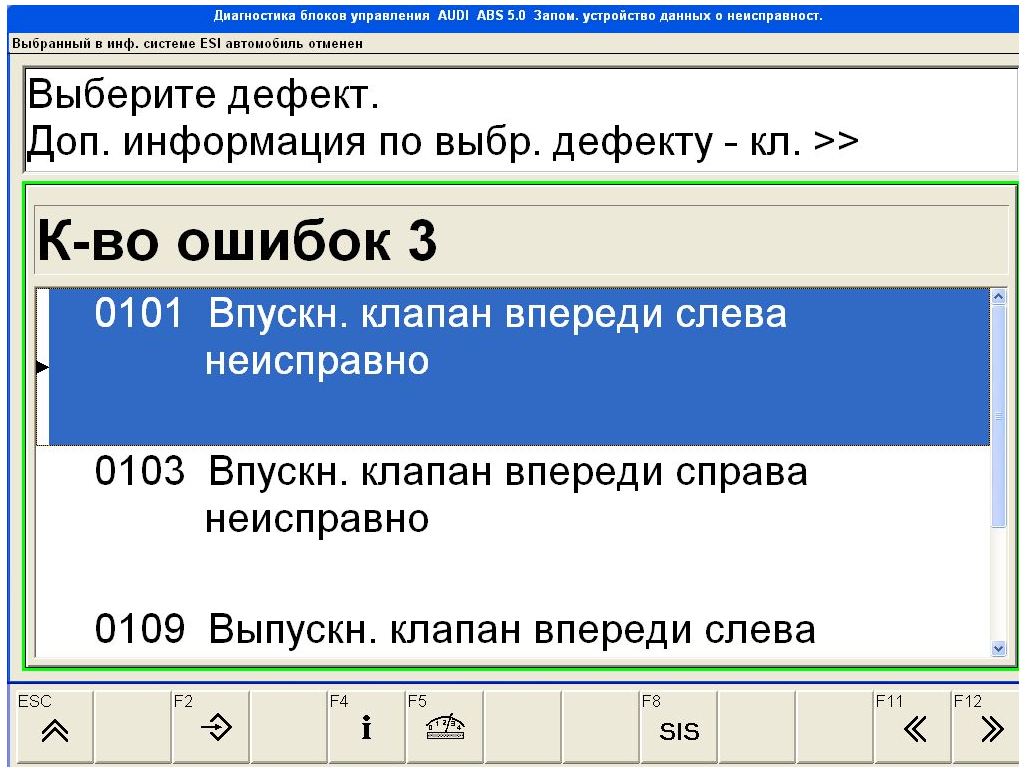 Диагностика блоков управления AUDI ABS 5.0 Запом. устройство данных о неисправност.
Выбранный в инф. системе ESI автомобиль отменен
Выберите дефект.
Доп. информация по выбр. дефекту - кл. >>
К-во ошибок 3
0101 Впускн. клапан впереди слева
неисправно
0103 Впускн. клапан впереди справа
неисправно
0109 Выпускн. клапан впереди слева
ESC F2 F4 F5 F8 F11 F12
i SIS